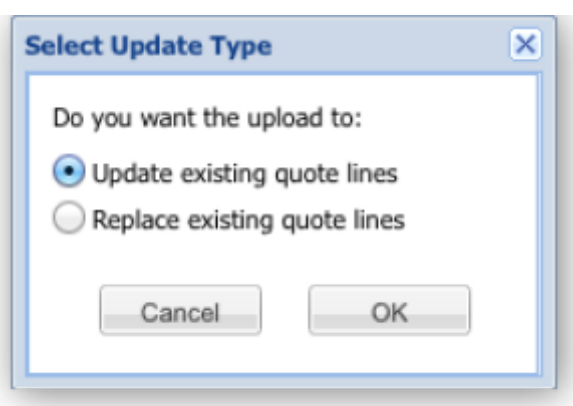 Select Update Type
Do you want the upload to:
Update existing quote lines
Replace existing quote lines
Cancel
OK